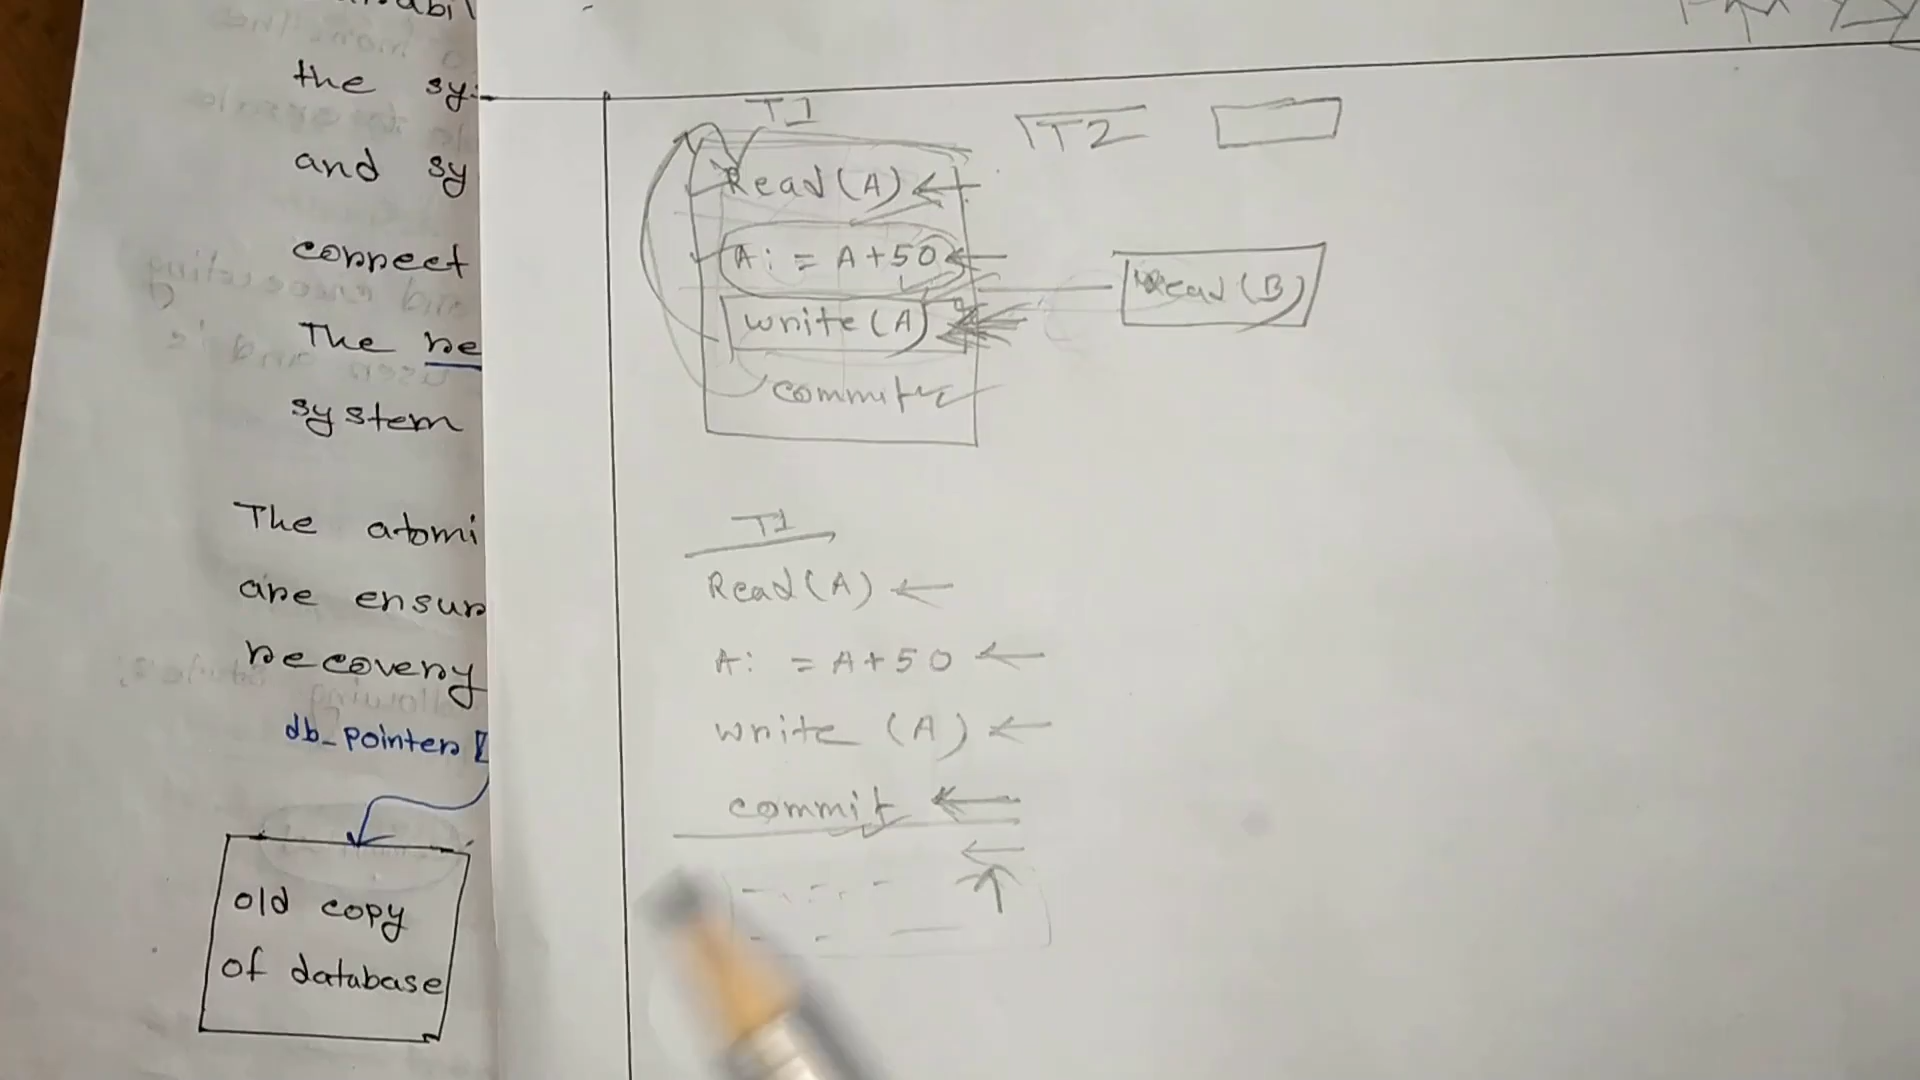 the sy
and sy
connect
The re
system
The atomi
are ensur
recovery
db_pointer
old copy
of database
T1
Read (A)
A := A+50
write (A)
commit
T2
Read (B)
T1
Read (A)
A := A+50
write (A)
commit